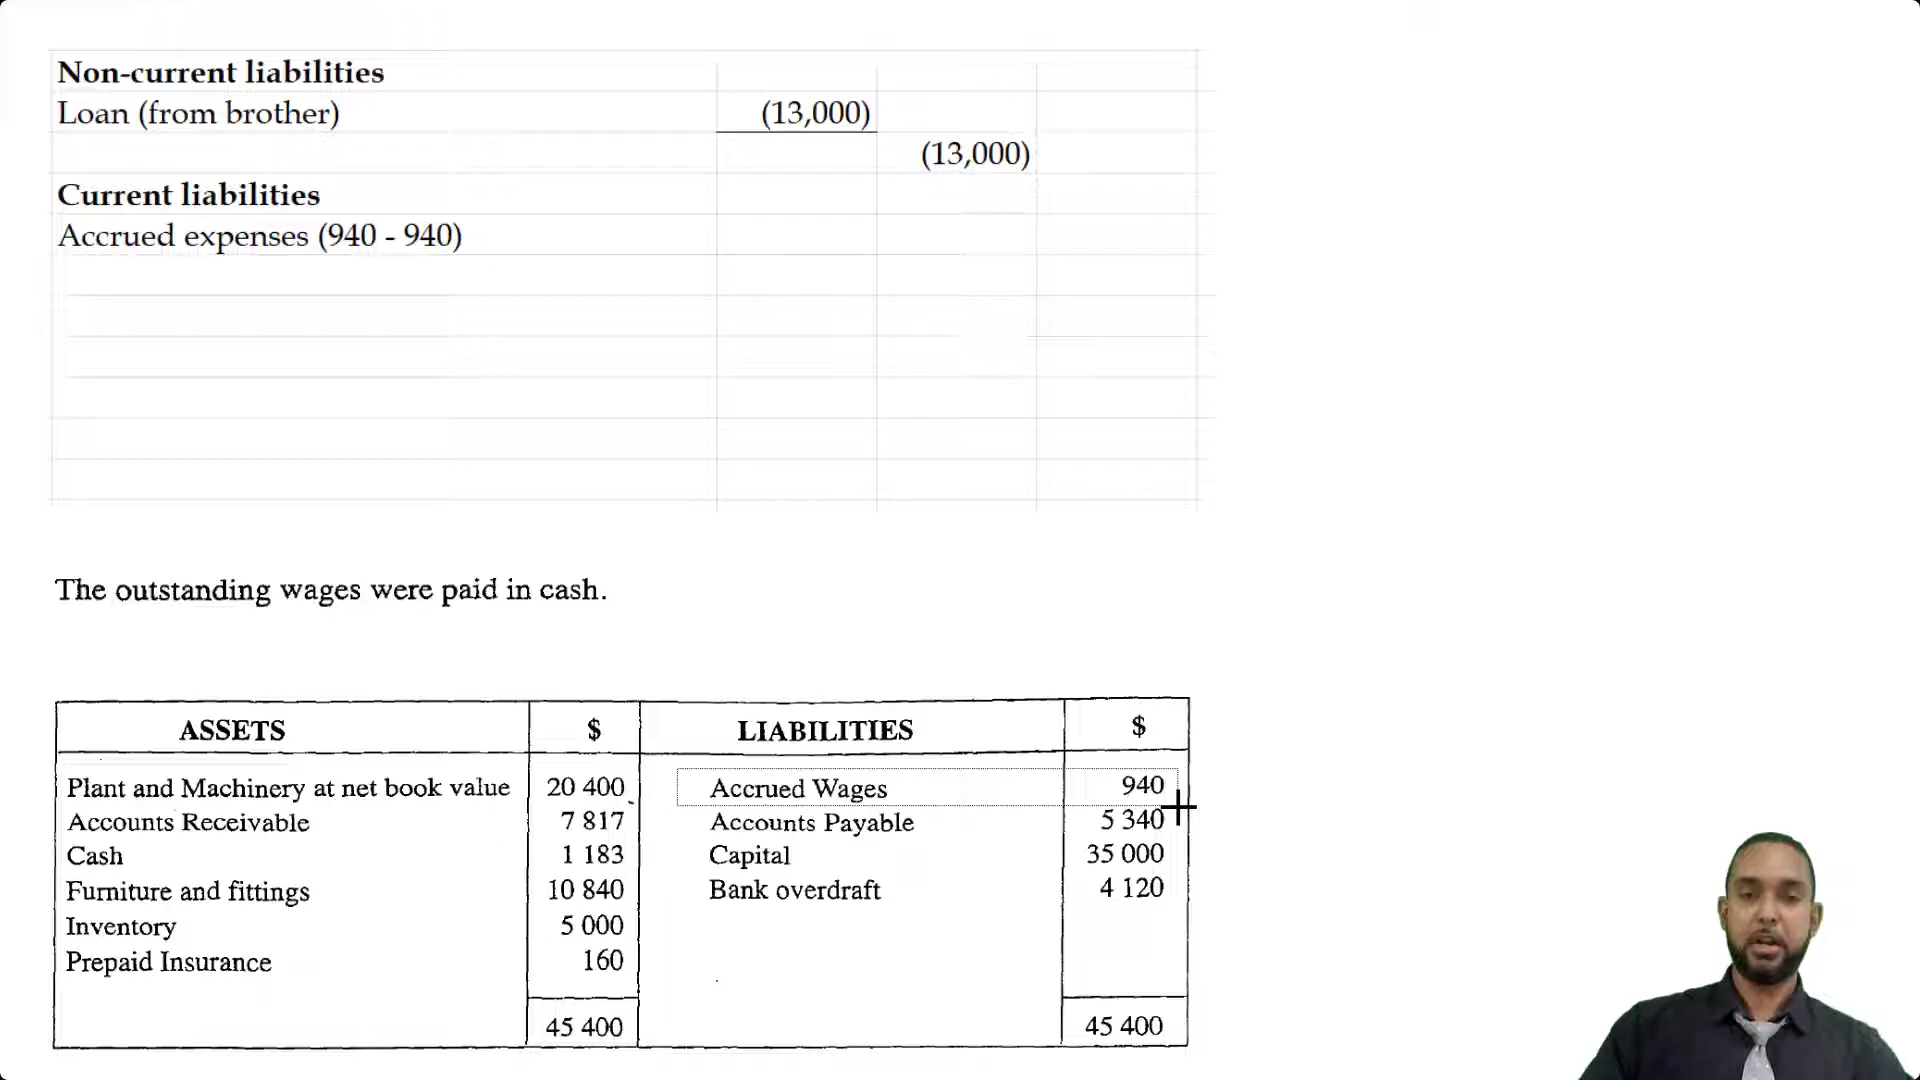 Non-current liabilities
Loan (from brother) (13,000)
(13,000)
Current liabilities
Accrued expenses (940 - 940)
The outstanding wages were paid in cash.
ASSETS $ LIABILITIES $
Plant and Machinery at net book value 20 400 Accrued Wages 940
Accounts Receivable 7 817 Accounts Payable 5 340
Cash 1 183 Capital 35 000
Furniture and fittings 10 840 Bank overdraft 4 120
Inventory 5 000
Prepaid Insurance 160
45 400 45 400